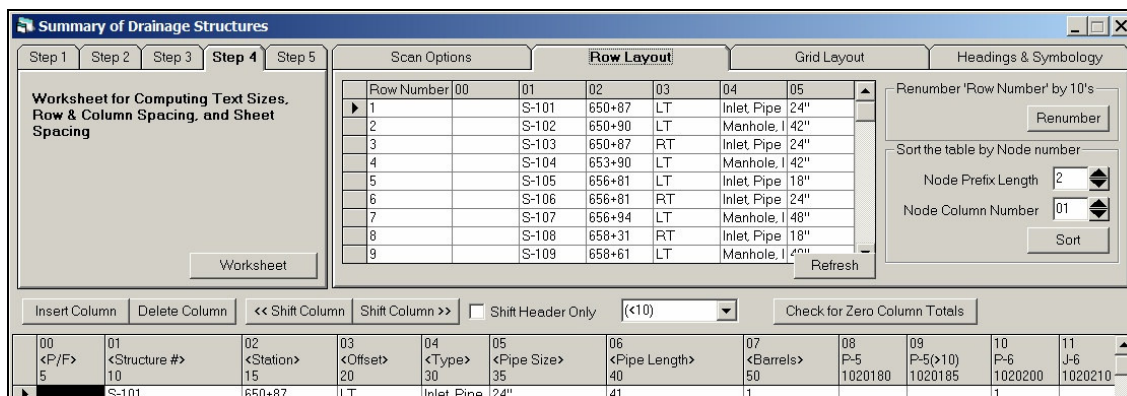 Summary of Drainage Structures
Step 1 Step 2 Step 3 Step 4 Step 5 Scan Options Row Layout Grid Layout Headings & Symbology
Worksheet for Computing Text Sizes,
Row & Column Spacing, and Sheet
Spacing
Worksheet
Row Number 00 01 02 03 04 05
1 S-101 650+87 LT Inlet, Pipe 24"
2 S-102 650+90 LT Manhole, I 42"
3 S-103 650+87 RT Inlet, Pipe 24"
4 S-104 653+90 LT Manhole, I 42"
5 S-105 656+81 LT Inlet, Pipe 18"
6 S-106 656+81 RT Inlet, Pipe 24"
7 S-107 656+94 LT Manhole, I 48"
8 S-108 658+31 RT Inlet, Pipe 18"
9 S-109 658+61 LT Manhole, I
Refresh
Renumber 'Row Number' by 10's
Renumber
Sort the table by Node number
Node Prefix Length 2
Node Column Number 01
Sort
Insert Column Delete Column << Shift Column Shift Column >> Shift Header Only (<10) Check for Zero Column Totals
00 01 02 03 04 05 06 07 08 09 10 11
<P/F> <Structure #> <Station> <Offset> <Type> <Pipe Size> <Pipe Length> <Barrels> P-5 P-5(>10) P-6 J-6
5 10 15 20 30 35 40 50 1020180 1020185 1020200 1020210
S-101 650+87 LT Inlet, Pipe 24" 41 1 1